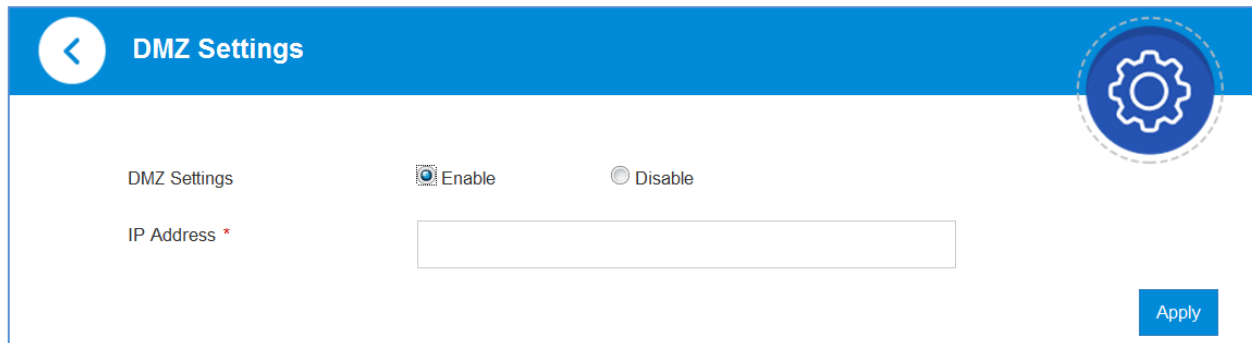 DMZ Settings
DMZ Settings Enable Disable
IP Address *
Apply